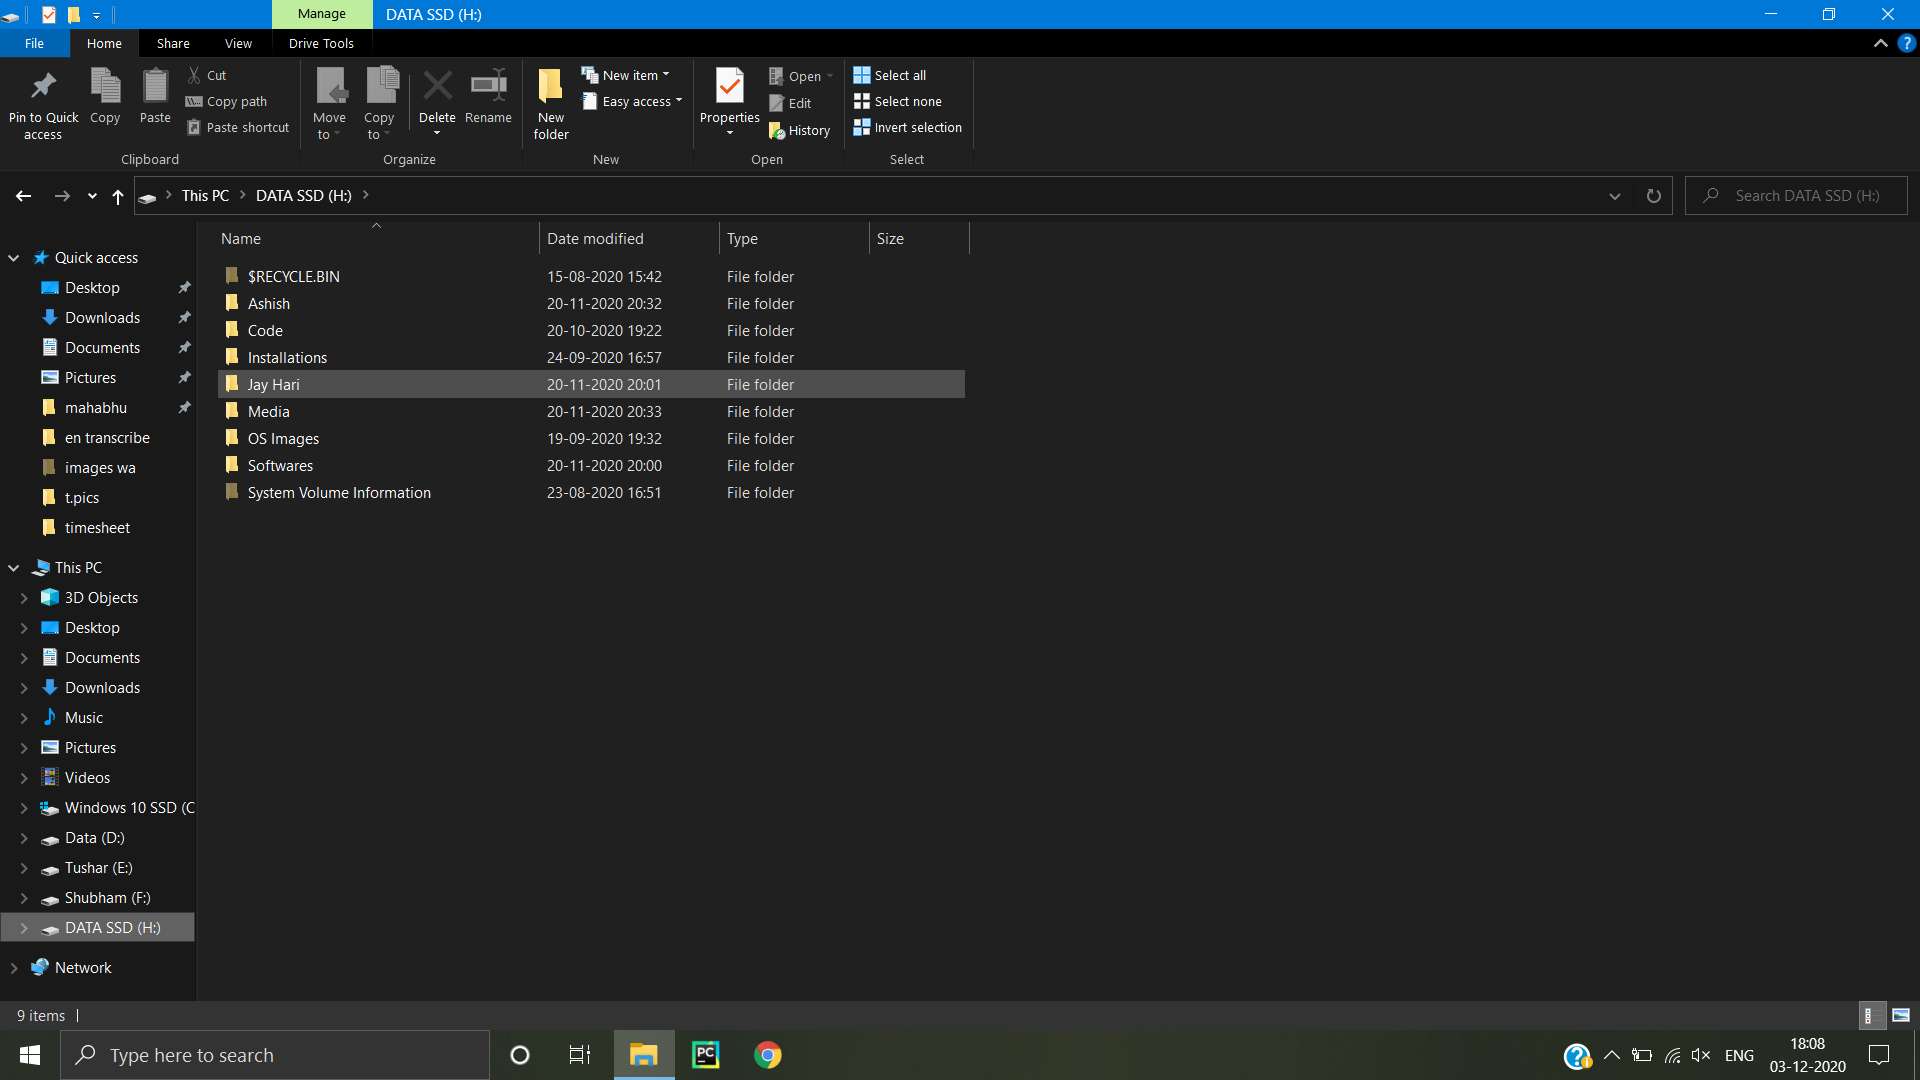 Manage DATA SSD (H:)
File Home Share View Drive Tools
Pin to Quick access
Copy
Paste
Cut
Copy path
Paste shortcut
Clipboard
Move to
Copy to
Delete
Rename
Organize
New folder
New item
Easy access
New
Properties
Open
Edit
History
Open
Select all
Select none
Invert selection
Select
This PC DATA SSD (H:)
Search DATA SSD (H:)
Name Date modified Type Size
$RECYCLE.BIN 15-08-2020 15:42 File folder
Ashish 20-11-2020 20:32 File folder
Code 20-10-2020 19:22 File folder
Installations 24-09-2020 16:57 File folder
Jay Hari 20-11-2020 20:01 File folder
Media 20-11-2020 20:33 File folder
OS Images 19-09-2020 19:32 File folder
Softwares 20-11-2020 20:00 File folder
System Volume Information 23-08-2020 16:51 File folder
Quick access
Desktop
Downloads
Documents
Pictures
mahabhu
en transcribe
images wa
t.pics
timesheet
This PC
3D Objects
Desktop
Documents
Downloads
Music
Pictures
Videos
Windows 10 SSD (C
Data (D:)
Tushar (E:)
Shubham (F:)
DATA SSD (H:)
Network
9 items
Type here to search
PC
ENG
18:08
03-12-2020